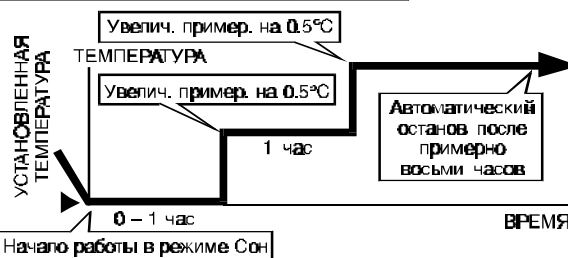 Увелич. пример. на 0.5°C
ТЕМПЕРАТУРА
УСТАНОВЛЕННАЯ
ТЕМПЕРАТУРА
Увелич. пример. на 0.5°C
1 час
Автоматический
останов после
примерно
восьми часов
0 – 1 час
ВРЕМЯ
Начало работы в режиме Сон